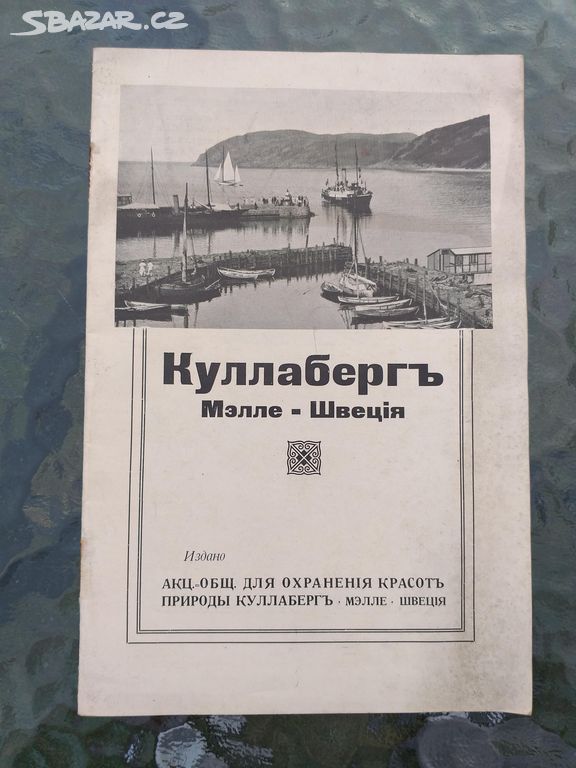 SBAZAR.CZ
Куллабергъ
Мэлле - Швеція
Издано
АКЦ.-ОБЩ. ДЛЯ ОХРАНЕНІЯ КРАСОТЪ
ПРИРОДЫ КУЛЛАБЕРГЪ · МЭЛЛЕ · ШВЕЦІЯ